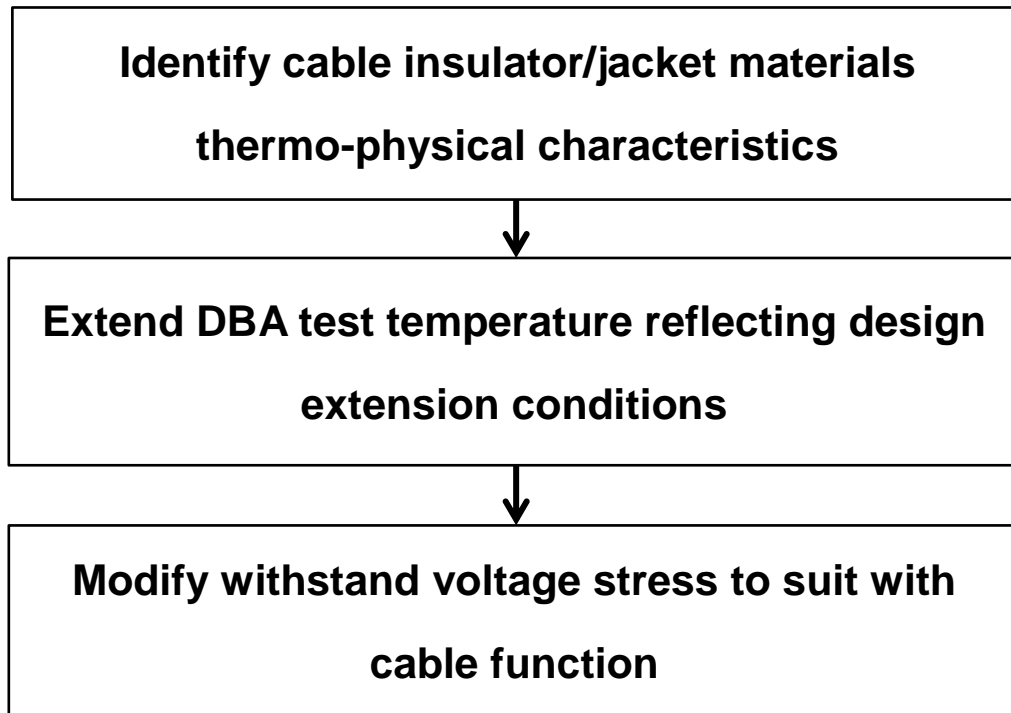 Identify cable insulator/jacket materials
thermo-physical characteristics
Extend DBA test temperature reflecting design
extension conditions
Modify withstand voltage stress to suit with
cable function